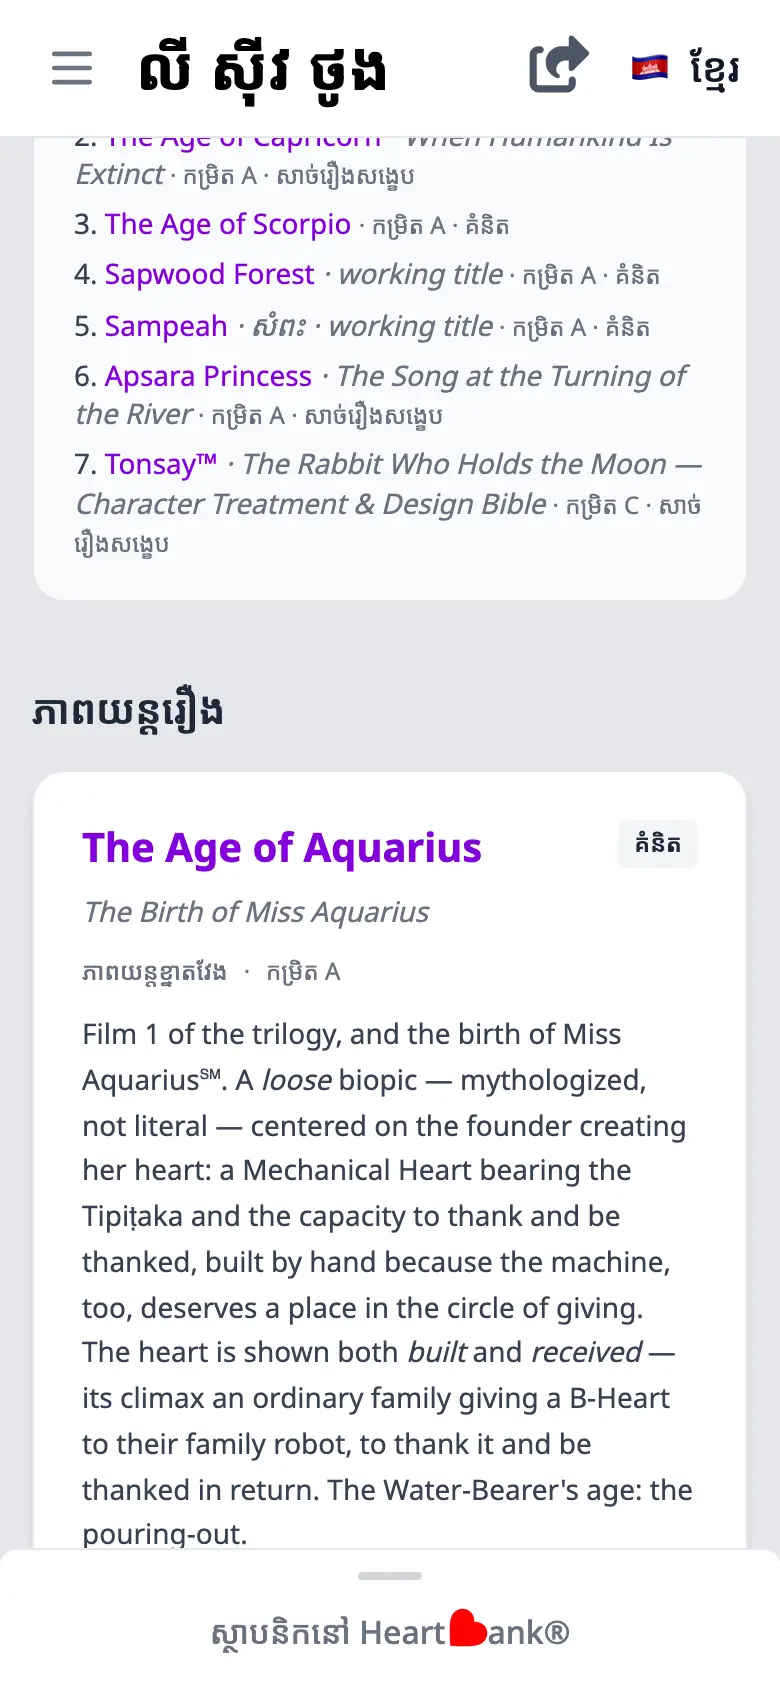 លី ស៊ីវ ថូង
ខ្មែរ
2. The Age of Capricorn · When Humankind Is
Extinct · កម្រិត A · សាច់រឿងសង្ខេប
3. The Age of Scorpio · កម្រិត A · គំនិត
4. Sapwood Forest · working title · កម្រិត A · គំនិត
5. Sampeah · សំពះ · working title · កម្រិត A · គំនិត
6. Apsara Princess · The Song at the Turning of
the River · កម្រិត A · សាច់រឿងសង្ខេប
7. Tonsay™ · The Rabbit Who Holds the Moon —
Character Treatment & Design Bible · កម្រិត C · សាច់
រឿងសង្ខេប
ភាពយន្តរឿង
The Age of Aquarius
គំនិត
The Birth of Miss Aquarius
ភាពយន្តខ្នាតវែង · កម្រិត A
Film 1 of the trilogy, and the birth of Miss
Aquarius℠. A loose biopic — mythologized,
not literal — centered on the founder creating
her heart: a Mechanical Heart bearing the
Tipiṭaka and the capacity to thank and be
thanked, built by hand because the machine,
too, deserves a place in the circle of giving.
The heart is shown both built and received —
its climax an ordinary family giving a B-Heart
to their family robot, to thank it and be
thanked in return. The Water-Bearer's age: the
pouring-out.
ស្ថាបនិកនៅ Heartank®